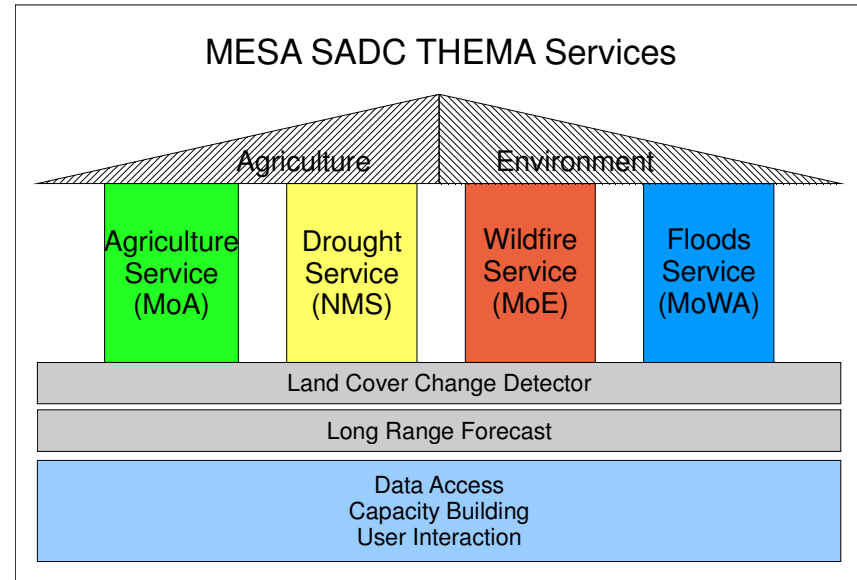 MESA SADC THEMA Services
Agriculture
Environment
Agriculture
Service
(MoA)
Drought
Service
(NMS)
Wildfire
Service
(MoE)
Floods
Service
(MoWA)
Land Cover Change Detector
Long Range Forecast
Data Access
Capacity Building
User Interaction